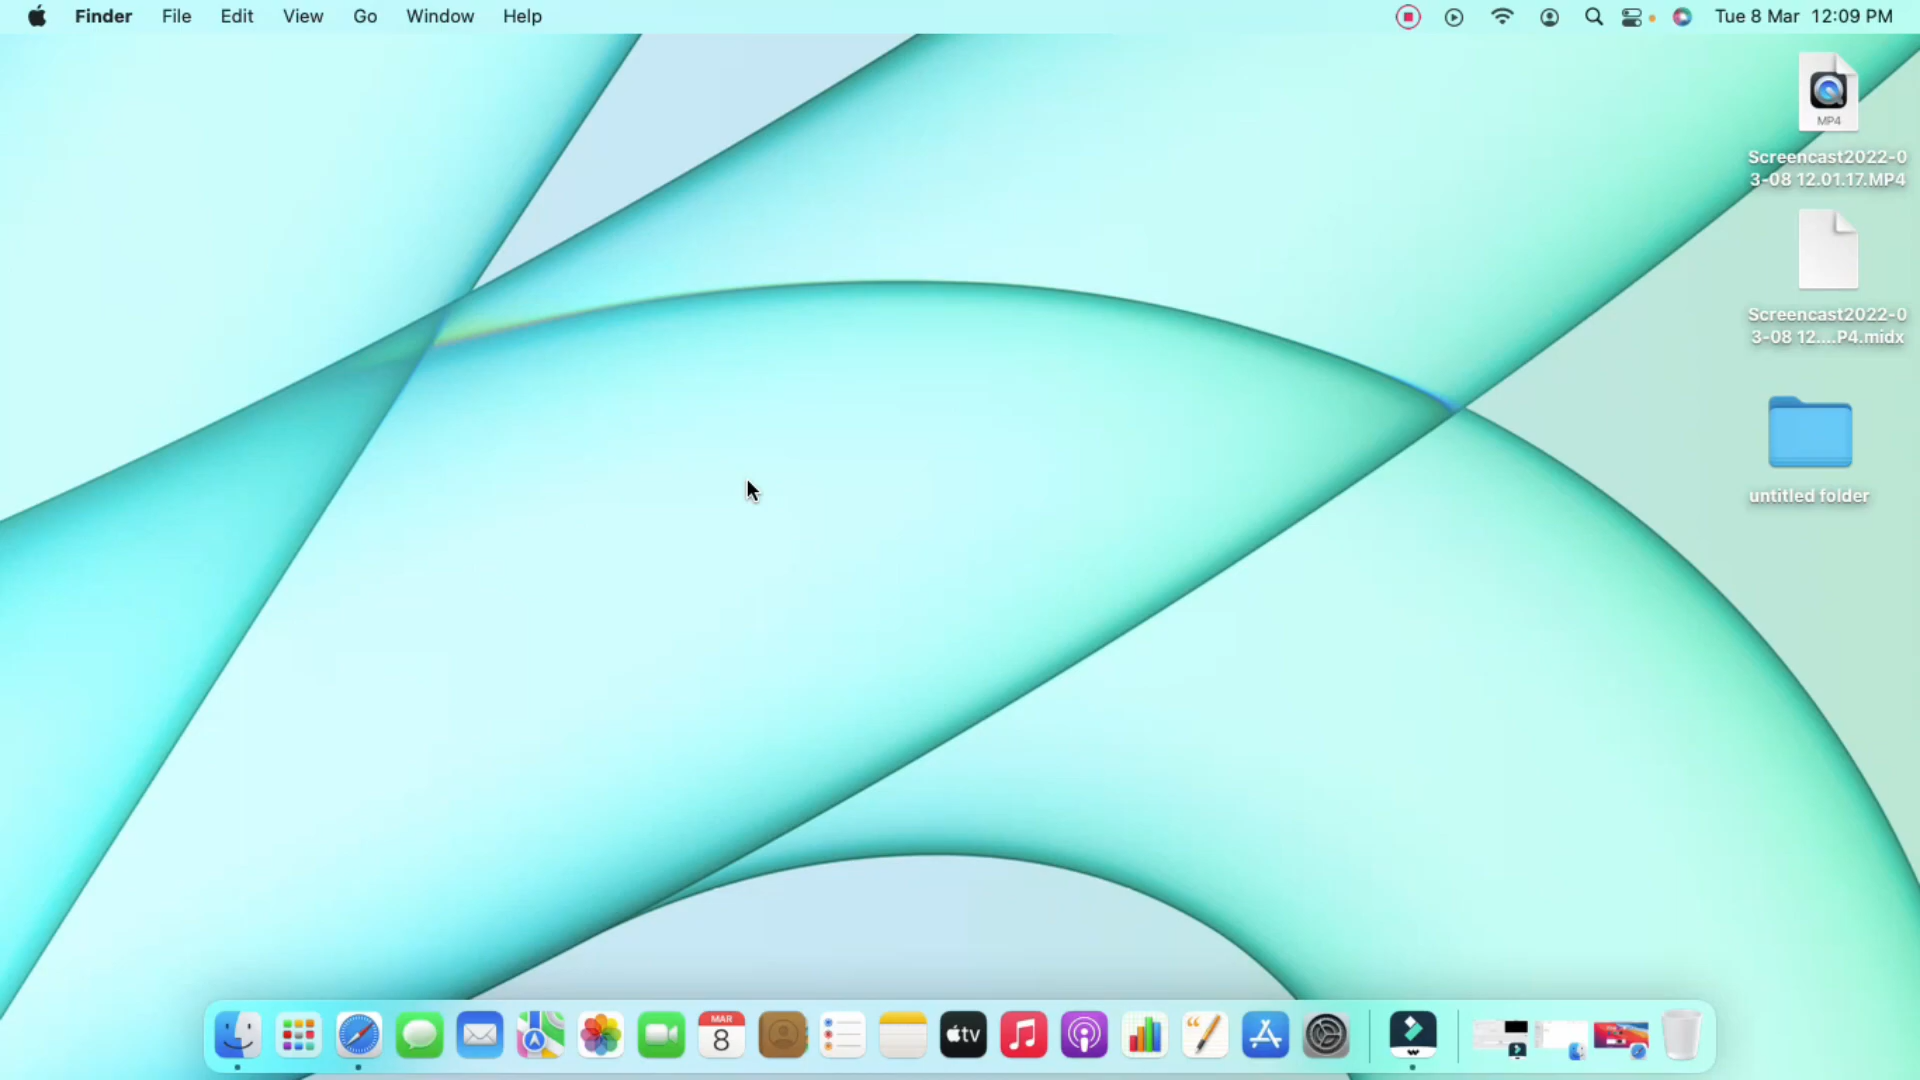 Finder File Edit View Go Window Help Tue 8 Mar 12:09 PM
MP4
Screencast2022-0
3-08 12.01.17.MP4
Screencast2022-0
3-08 12....P4.midx
untitled folder
MAR
8
tv